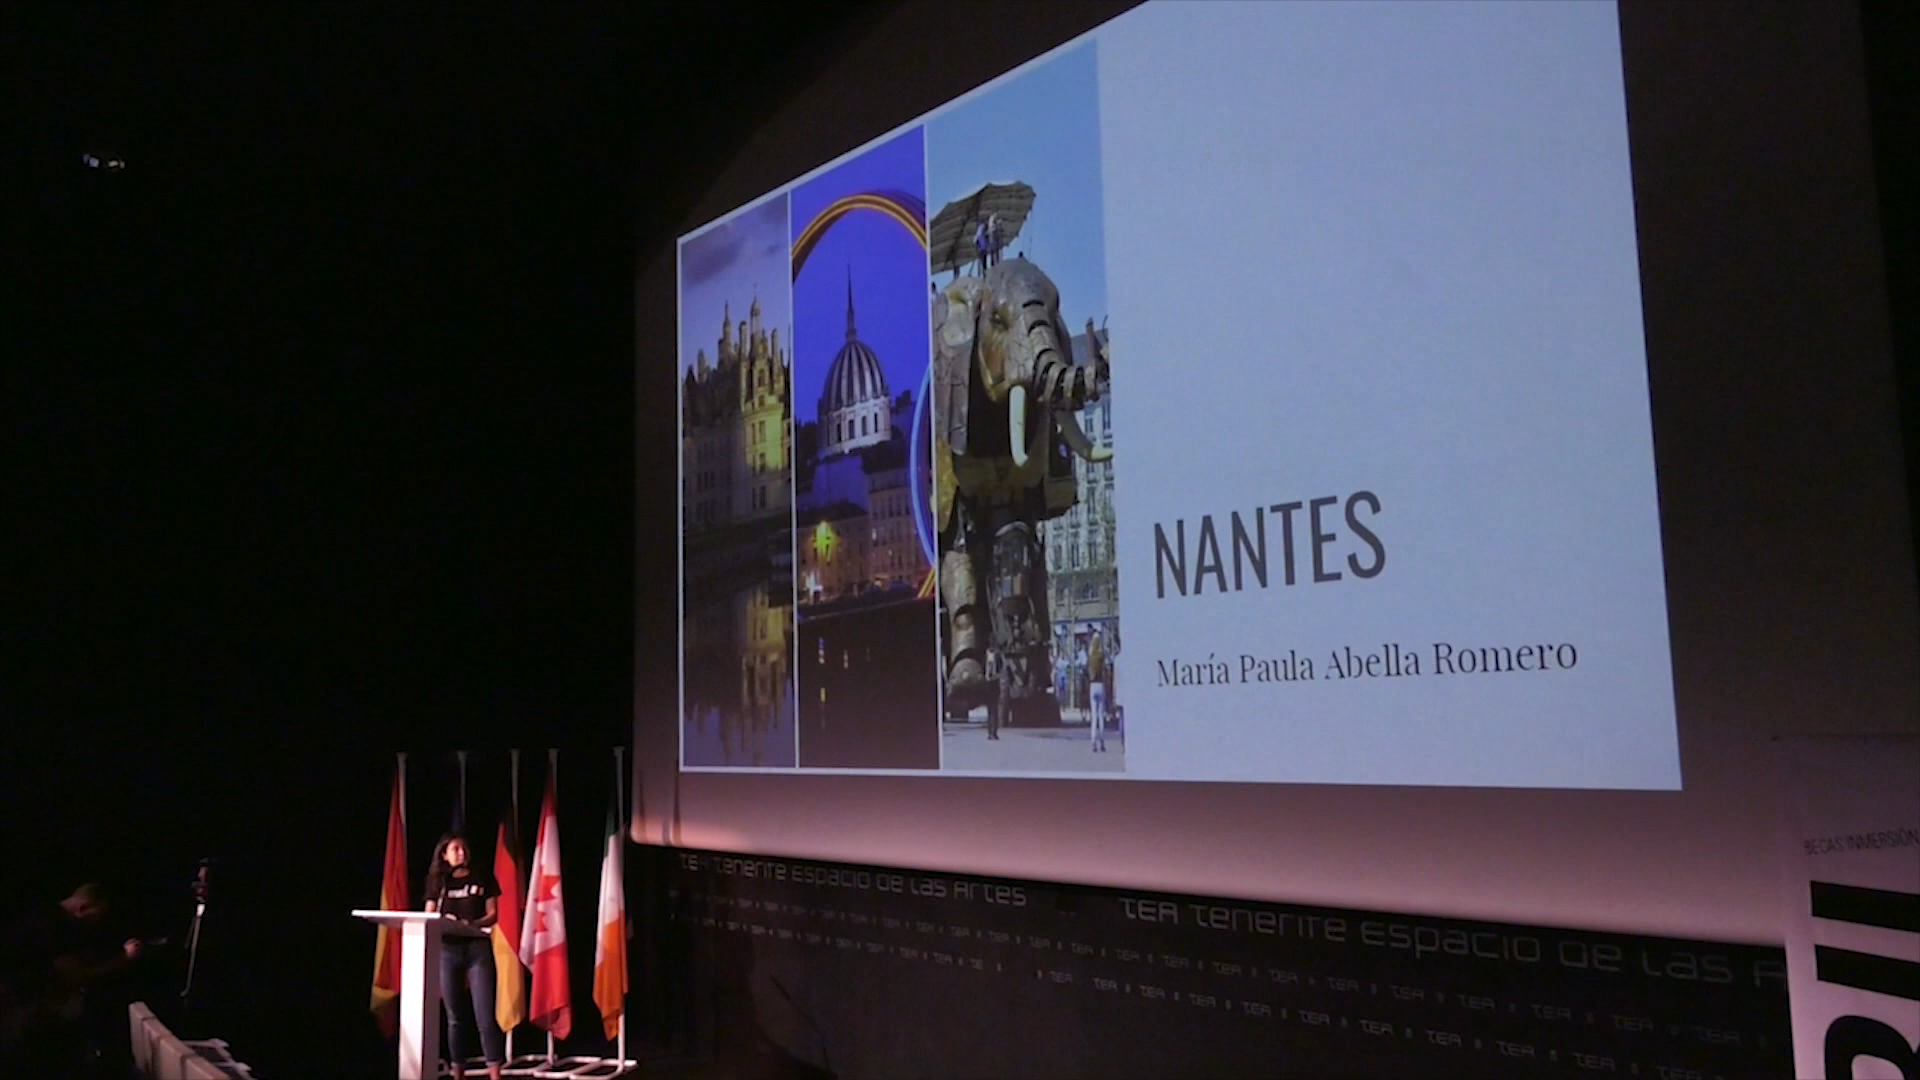 NANTES
María Paula Abella Romero
TEA Tenerife Espacio de las Artes
TEA Tenerife Espacio de las A
BECAS INMERSIÓN